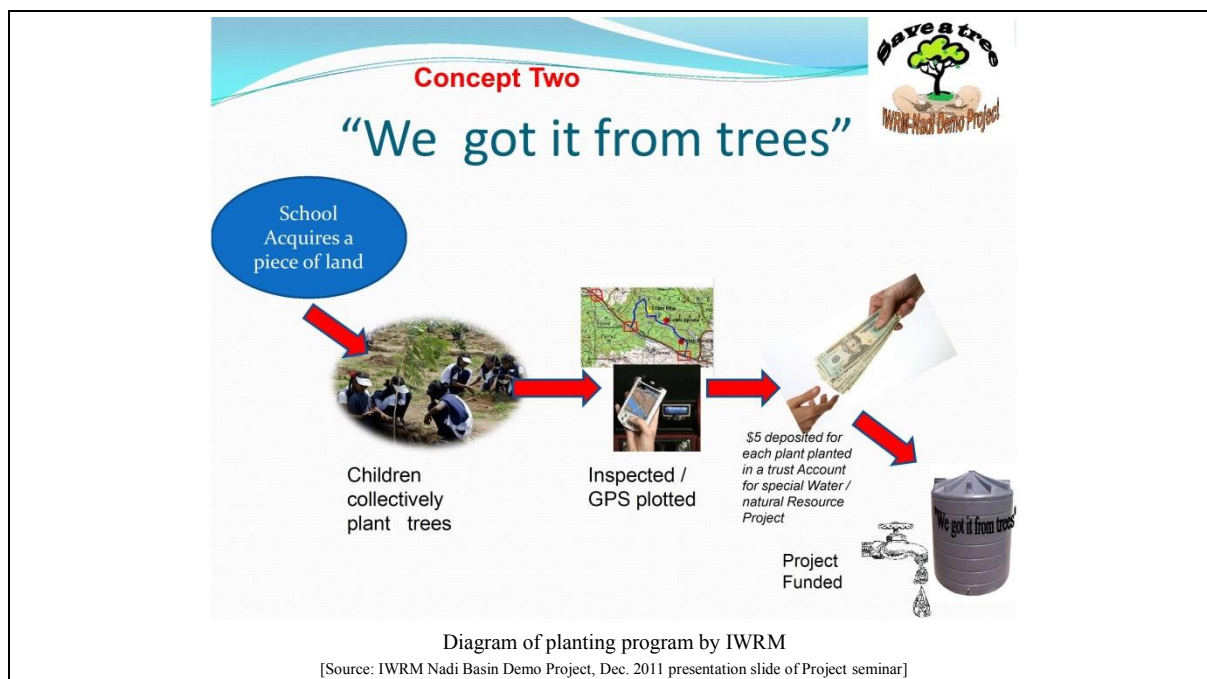 Save a tree
IWRM-Nadi Demo Project
Concept Two
“We got it from trees”
School
Acquires a
piece of land
Children
collectively
plant trees
Inspected /
GPS plotted
$5 deposited for
each plant planted
in a trust Account
for special Water /
natural Resource
Project
"We got it from trees"
Project
Funded
Diagram of planting program by IWRM
[Source: IWRM Nadi Basin Demo Project, Dec. 2011 presentation slide of Project seminar]